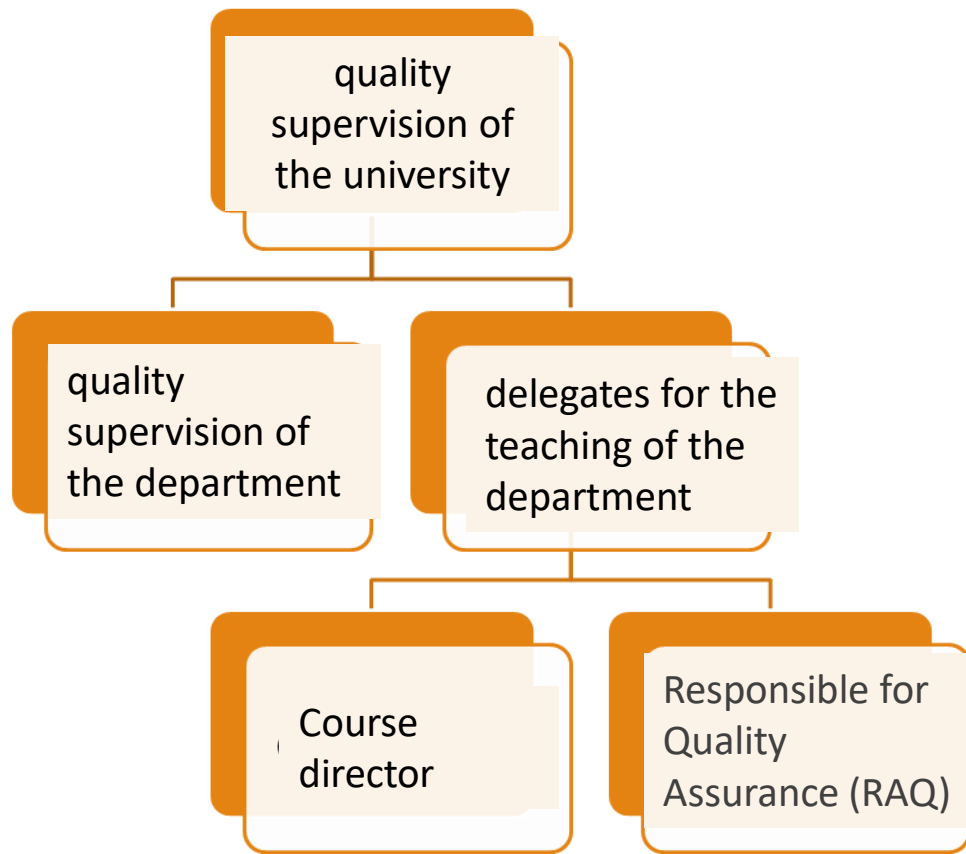 quality
supervision of
the university
quality
supervision of
the department
delegates for the
teaching of the
department
Course
director
Responsible for
Quality
Assurance (RAQ)